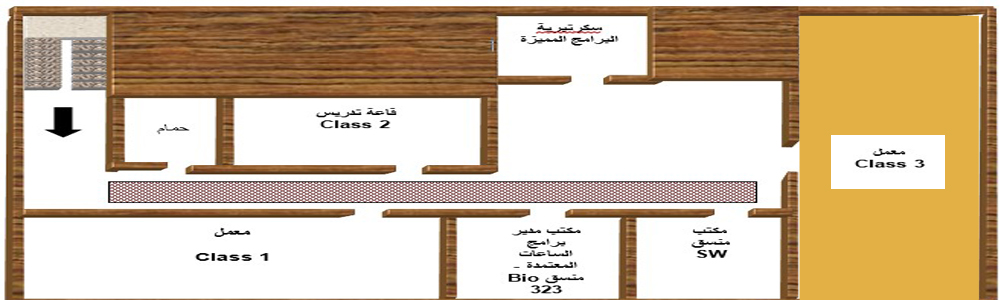 سكرتيرية
البرامج المميزة
حمام
قاعة تدريس
Class 2
معمل
Class 3
معمل
Class 1
مكتب مدير
برامج
الساعات
المعتمدة -
منسق Bio
323
مكتب
منسق
SW